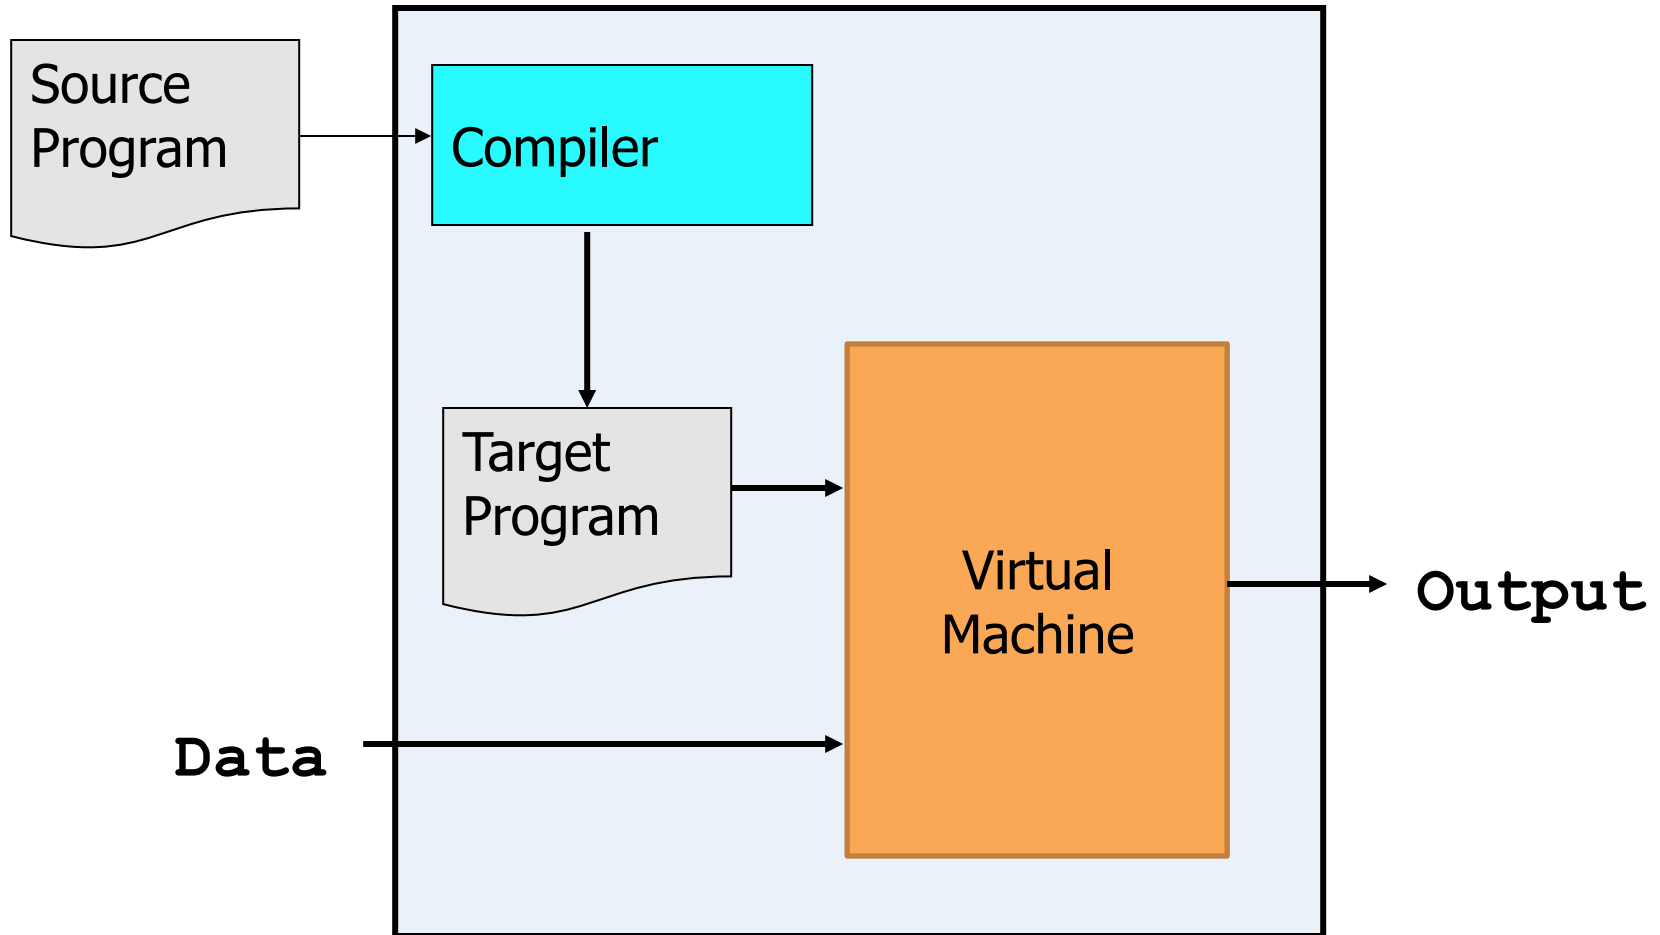 Source
Program
Compiler
Target
Program
Virtual
Machine
Output
Data